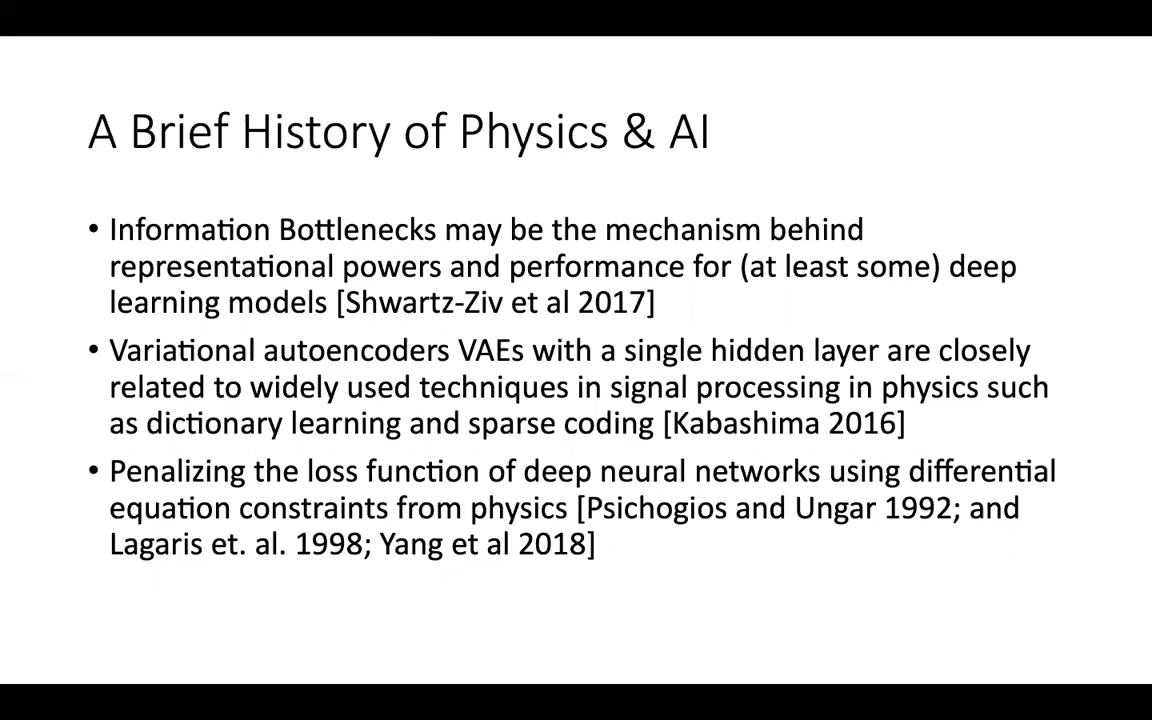 A Brief History of Physics & AI
• Information Bottlenecks may be the mechanism behind
representational powers and performance for (at least some) deep
learning models [Shwartz-Ziv et al 2017]
• Variational autoencoders VAEs with a single hidden layer are closely
related to widely used techniques in signal processing in physics such
as dictionary learning and sparse coding [Kabashima 2016]
• Penalizing the loss function of deep neural networks using differential
equation constraints from physics [Psichogios and Ungar 1992; and
Lagaris et. al. 1998; Yang et al 2018]